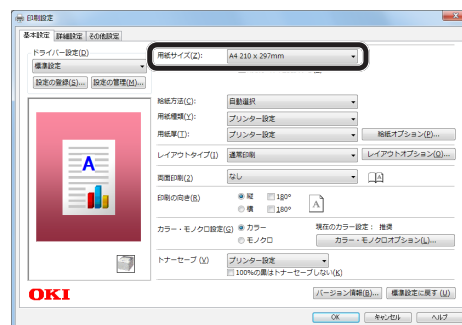 印刷設定
基本設定 詳細設定 その他設定
ドライバー設定(D)
標準設定
設定の登録(S)... 設定の管理(M)...
用紙サイズ(Z): A4 210 x 297mm
給紙方法(C): 自動選択
用紙種類(Y): プリンター設定
用紙厚(T): プリンター設定 給紙オプション(P)...
レイアウトタイプ(I) 通常印刷 レイアウトオプション(O)...
両面印刷(2) なし
印刷の向き(R) 縦 180°
横 180°
A
A
カラー・モノクロ設定(G) カラー 現在のカラー設定： 推奨
モノクロ カラー・モノクロオプション(L)...
トナーセーブ (V) プリンター設定
100%の黒はトナーセーブしない(K)
OKI
バージョン情報(B)... 標準設定に戻す (U)
OK キャンセル ヘルプ